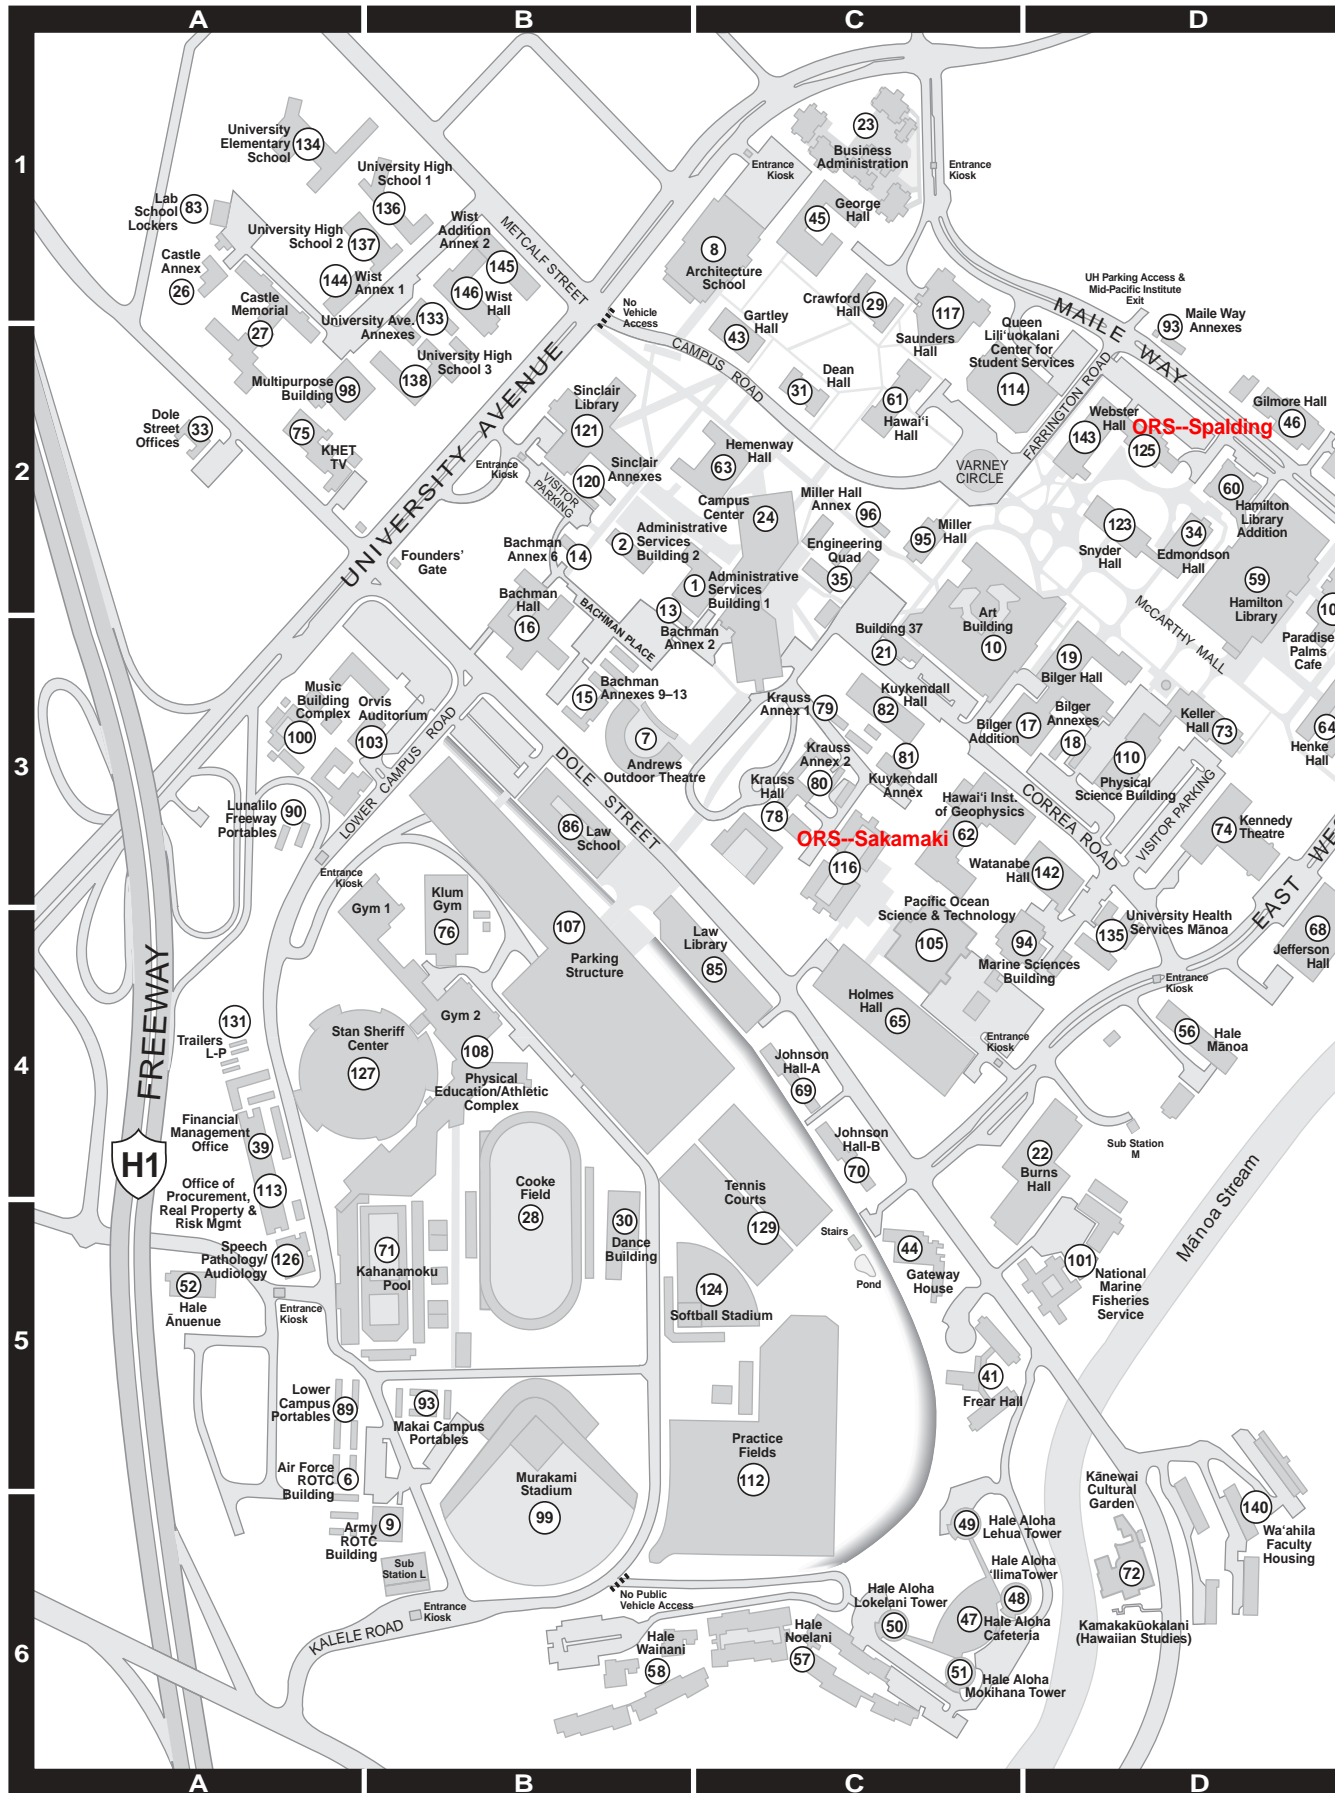 A
B
C
D
1
2
3
4
5
6
University
Elementary
School
134
University High
School 1
136
Lab
School
Lockers
83
University High
School 2
137
Wist
Addition
Annex 2
145
METCALF STREET
Castle
Annex
26
144
Wist
Annex 1
146
Wist
Hall
Castle
Memorial
27
University Ave.
Annexes
133
University High
School 3
138
Multipurpose
Building
98
Dole
Street
Offices
33
75
KHET
TV
23
Business
Administration
Entrance
Kiosk
Entrance
Kiosk
George
Hall
45
8
Architecture
School
Crawford
Hall
29
117
Saunders
Hall
Gartley
Hall
43
No
Vehicle
Access
CAMPUS ROAD
UH Parking Access &
Mid-Pacific Institute
Exit
MAILE WAY
93
Maile Way
Annexes
Queen
Lili‘uokalani
Center for
Student Services
114
Dean
Hall
31
61
Hawai‘i
Hall
FARRINGTON ROAD
Gilmore Hall
46
Webster
Hall
143
ORS--Spalding
125
UNIVERSITY AVENUE
Sinclair
Library
121
Sinclair
Annexes
120
Entrance
Kiosk
VISITOR
PARKING
Hemenway
Hall
63
VARNEY
CIRCLE
Campus
Center
24
Miller Hall
Annex
96
95
Miller
Hall
60
Hamilton
Library
Addition
123
Snyder
Hall
34
Edmondson
Hall
59
Hamilton
Library
Founders’
Gate
Bachman
Annex 6
14
2
Administrative
Services
Building 2
Engineering
Quad
35
1
Administrative
Services
Building 1
Bachman
Hall
16
BACHMAN PLACE
13
Bachman
Annex 2
Art
Building
10
McCARTHY MALL
10
Paradise
Palms
Cafe
Building 37
21
19
Bilger Hall
Music
Building
Complex
100
Orvis
Auditorium
103
15
Bachman
Annexes 9–13
Krauss
Annex 1
79
Kuykendall
Hall
82
Bilger
Addition
17
Bilger
Annexes
18
Keller
Hall
73
64
Henke
Hall
7
Andrews
Outdoor Theatre
DOLE STREET
LOWER CAMPUS ROAD
Krauss
Annex 2
80
81
Kuykendall
Annex
110
Physical
Science Building
Krauss
Hall
78
Hawai‘i Inst.
of Geophysics
62
CORREA ROAD
VISITOR PARKING
Lunalilo
Freeway
Portables
90
86
Law
School
ORS--Sakamaki
116
74
Kennedy
Theatre
EAST WES
Watanabe
Hall
142
Entrance
Kiosk
Gym 1
Klum
Gym
76
107
Parking
Structure
Law
Library
85
Pacific Ocean
Science & Technology
105
94
Marine Sciences
Building
University Health
Services Mānoa
135
68
Jefferson
Hall
Entrance
Kiosk
FREEWAY
H1
131
Trailers
L-P
Stan Sheriff
Center
127
Gym 2
108
Physical
Education/Athletic
Complex
Holmes
Hall
65
Entrance
Kiosk
56
Hale
Mānoa
Johnson
Hall-A
69
Financial
Management
Office
39
Johnson
Hall-B
70
22
Burns
Hall
Sub Station
M
Office of
Procurement,
Real Property &
Risk Mgmt
113
Cooke
Field
28
30
Dance
Building
Tennis
Courts
129
Stairs
Pond
44
Gateway
House
Mānoa Stream
Speech
Pathology/
Audiology
126
71
Kahanamoku
Pool
101
National
Marine
Fisheries
Service
52
Hale
Ānuenue
Entrance
Kiosk
124
Softball Stadium
41
Frear Hall
Lower
Campus
Portables
89
93
Makai Campus
Portables
Practice
Fields
112
Air Force
ROTC
Building
6
Murakami
Stadium
99
Kānewai
Cultural
Garden
140
Wa‘ahila
Faculty
Housing
Army
ROTC
Building
9
49
Hale Aloha
Lehua Tower
Sub
Station L
72
Kamakakūokalani
(Hawaiian Studies)
Hale Aloha
‘IlimaTower
48
Entrance
Kiosk
KALELE ROAD
No Public
Vehicle Access
Hale Aloha
Lokelani Tower
50
47
Hale Aloha
Cafeteria
Hale
Wainani
58
Hale
Noelani
57
51
Hale Aloha
Mokihana Tower
A
B
C
D